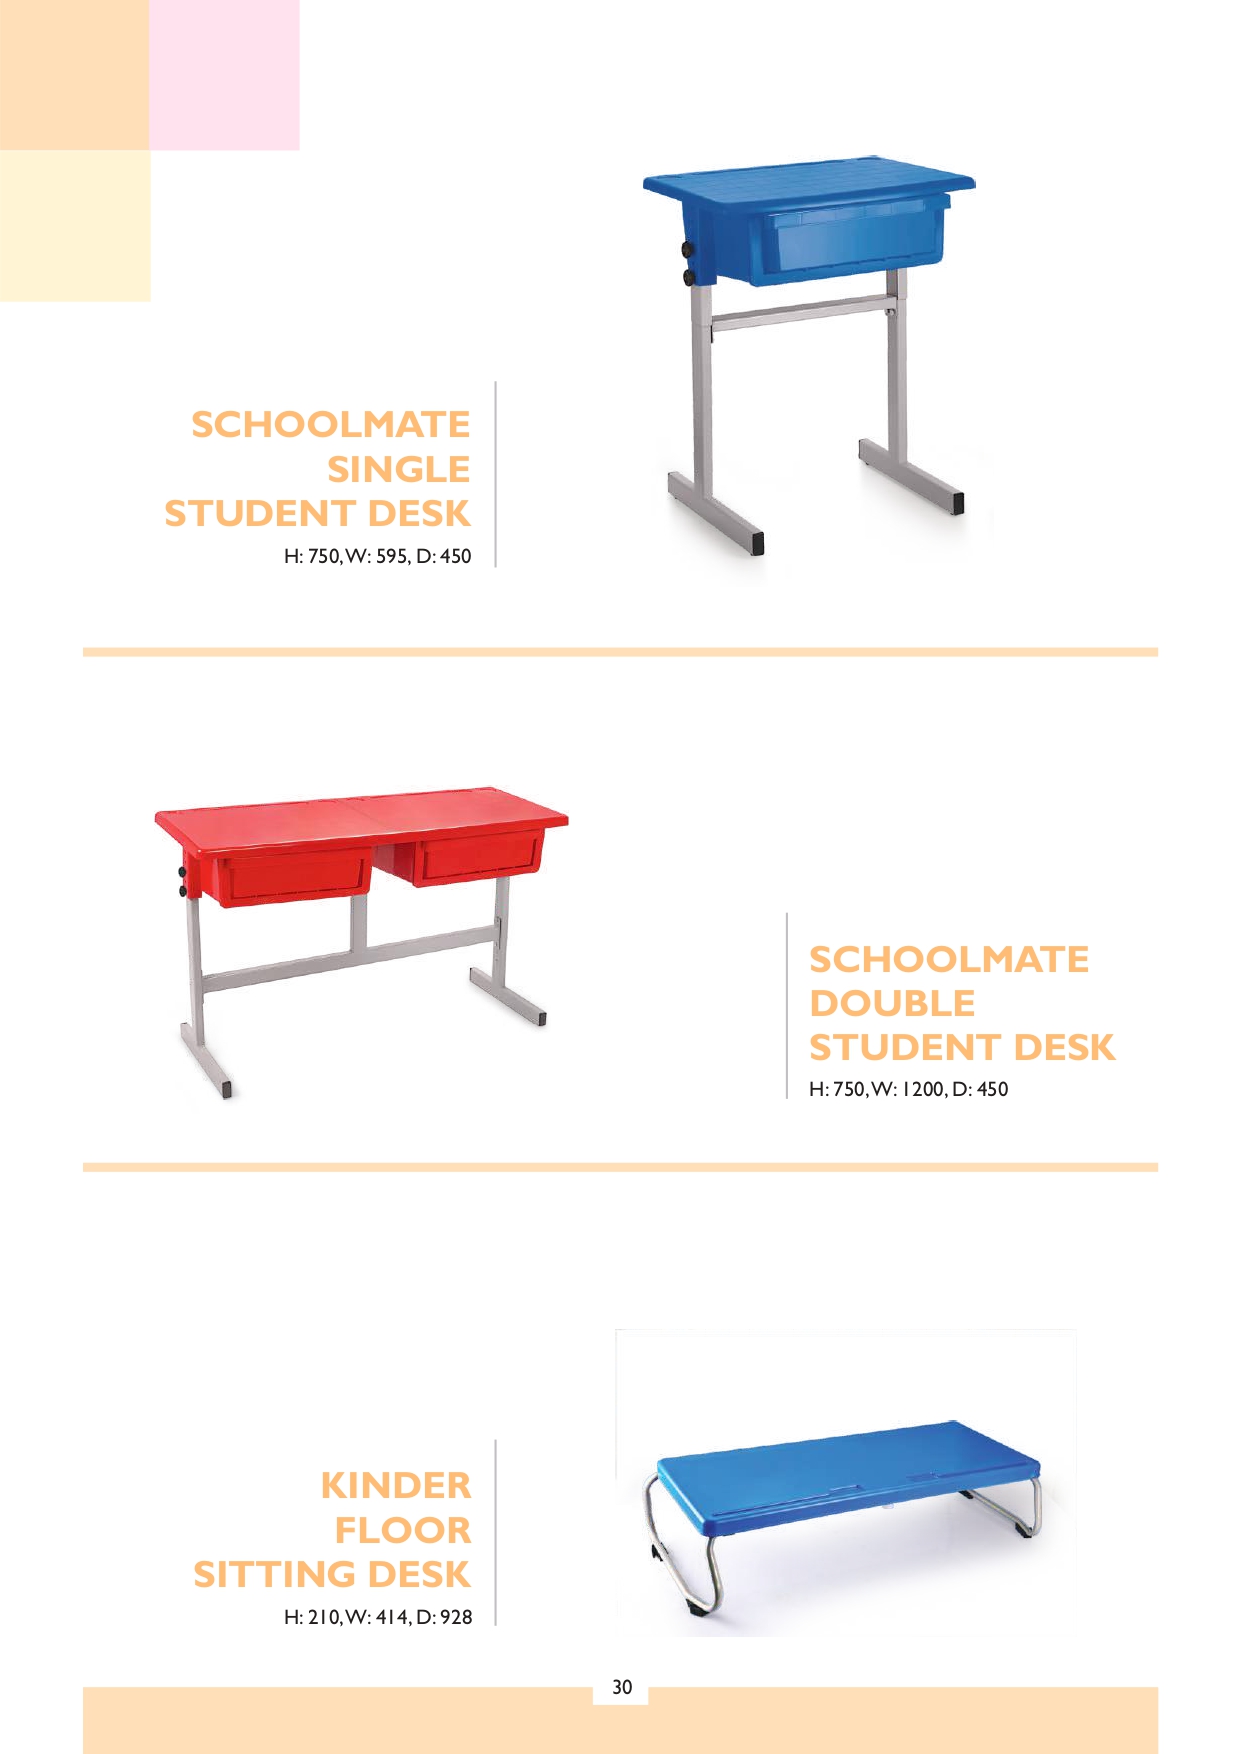 SCHOOLMATE
SINGLE
STUDENT DESK
H: 750, W: 595, D: 450
SCHOOLMATE
DOUBLE
STUDENT DESK
H: 750, W: 1200, D: 450
KINDER
FLOOR
SITTING DESK
H: 210, W: 414, D: 928
30